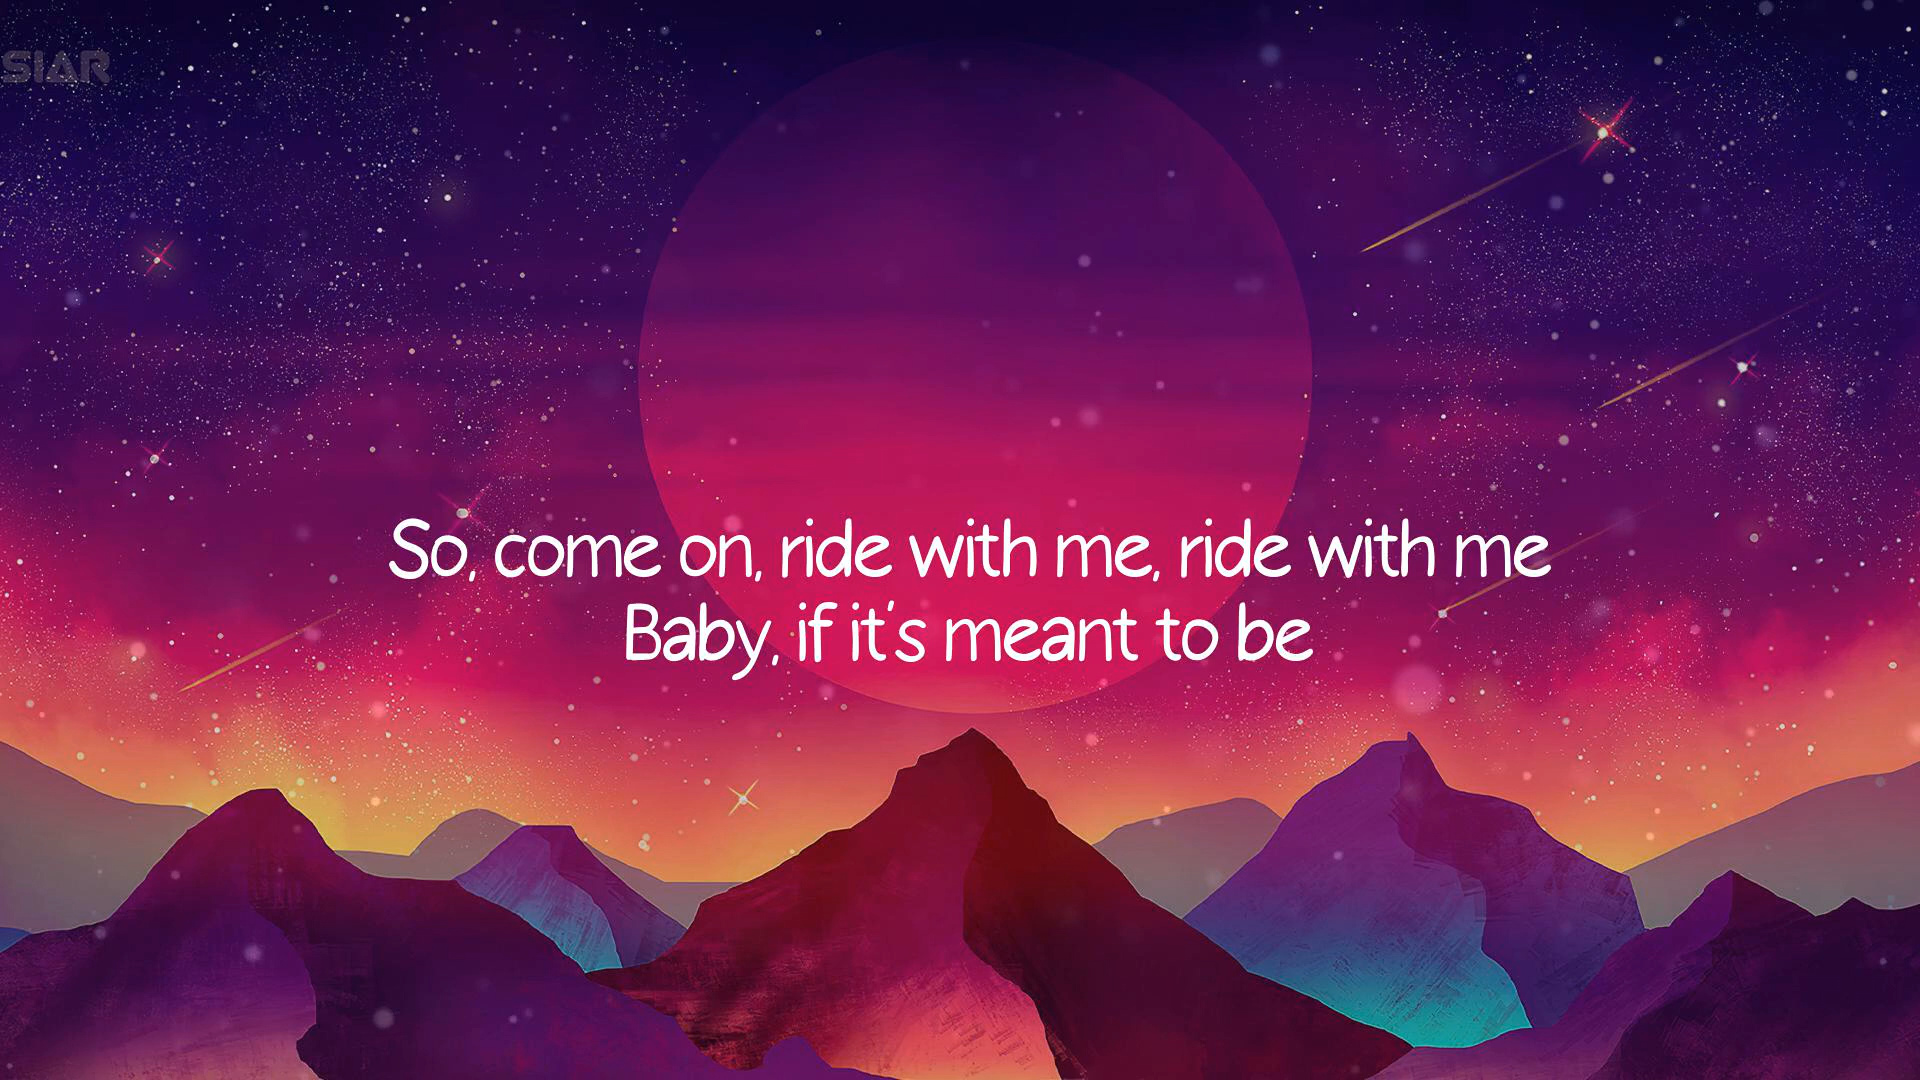 SIAR
So, come on, ride with me, ride with me
Baby, if it's meant to be